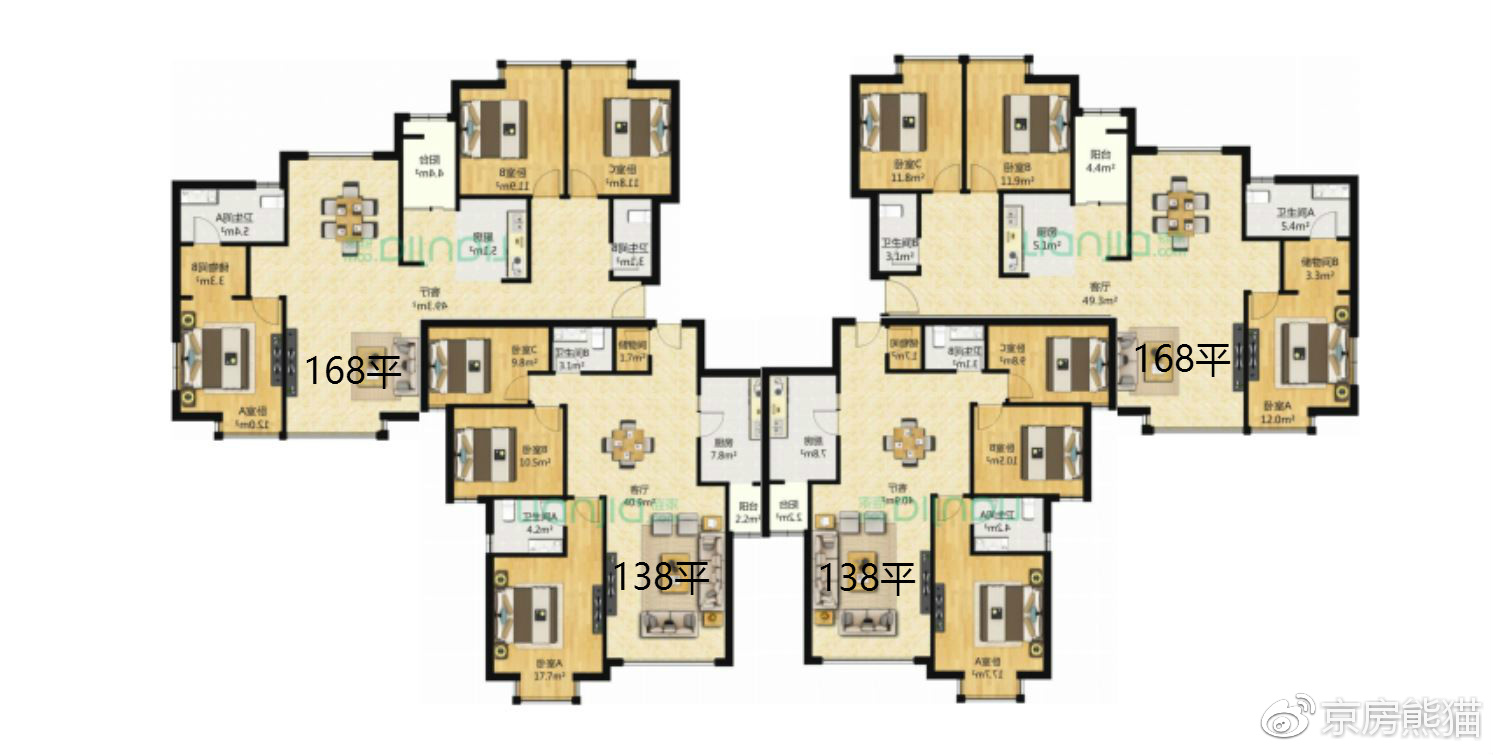 卧室B
11.9m²
卧室C
11.8m²
阳台
4.4m²
卫生间A
5.4m²
厨房
5.1m²
卫生间B
3.1m²
储物间B
3.3m²
客厅
49.3m²
168平
卧室A
12.0m²
卧室C
11.8m²
卧室B
11.9m²
阳台
4.4m²
卫生间A
5.4m²
卫生间B
3.1m²
厨房
5.1m²
储物间B
3.3m²
客厅
49.3m²
168平
卧室A
12.0m²
卧室C
9.8m²
卫生间B
3.1m²
储物间
1.7m²
卧室B
10.5m²
厨房
7.8m²
客厅
40.9m²
卫生间A
4.2m²
阳台
2.2m²
138平
卧室A
17.7m²
储物间
1.7m²
卫生间B
3.1m²
卧室C
9.8m²
厨房
7.8m²
卧室B
10.5m²
客厅
40.9m²
阳台
2.2m²
卫生间A
4.2m²
138平
卧室A
17.7m²
京房熊猫